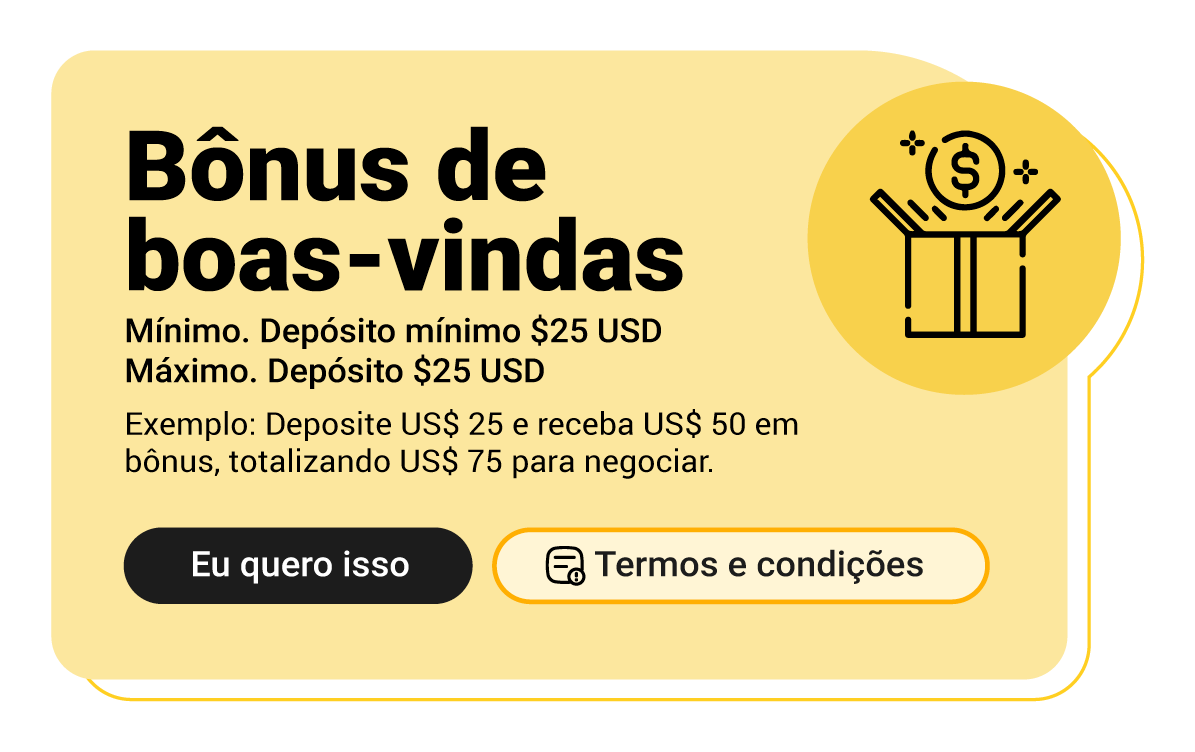 Bônus de
boas-vindas
Mínimo. Depósito mínimo $25 USD
Máximo. Depósito $25 USD
Exemplo: Deposite US$ 25 e receba US$ 50 em
bônus, totalizando US$ 75 para negociar.
Eu quero isso
Termos e condições